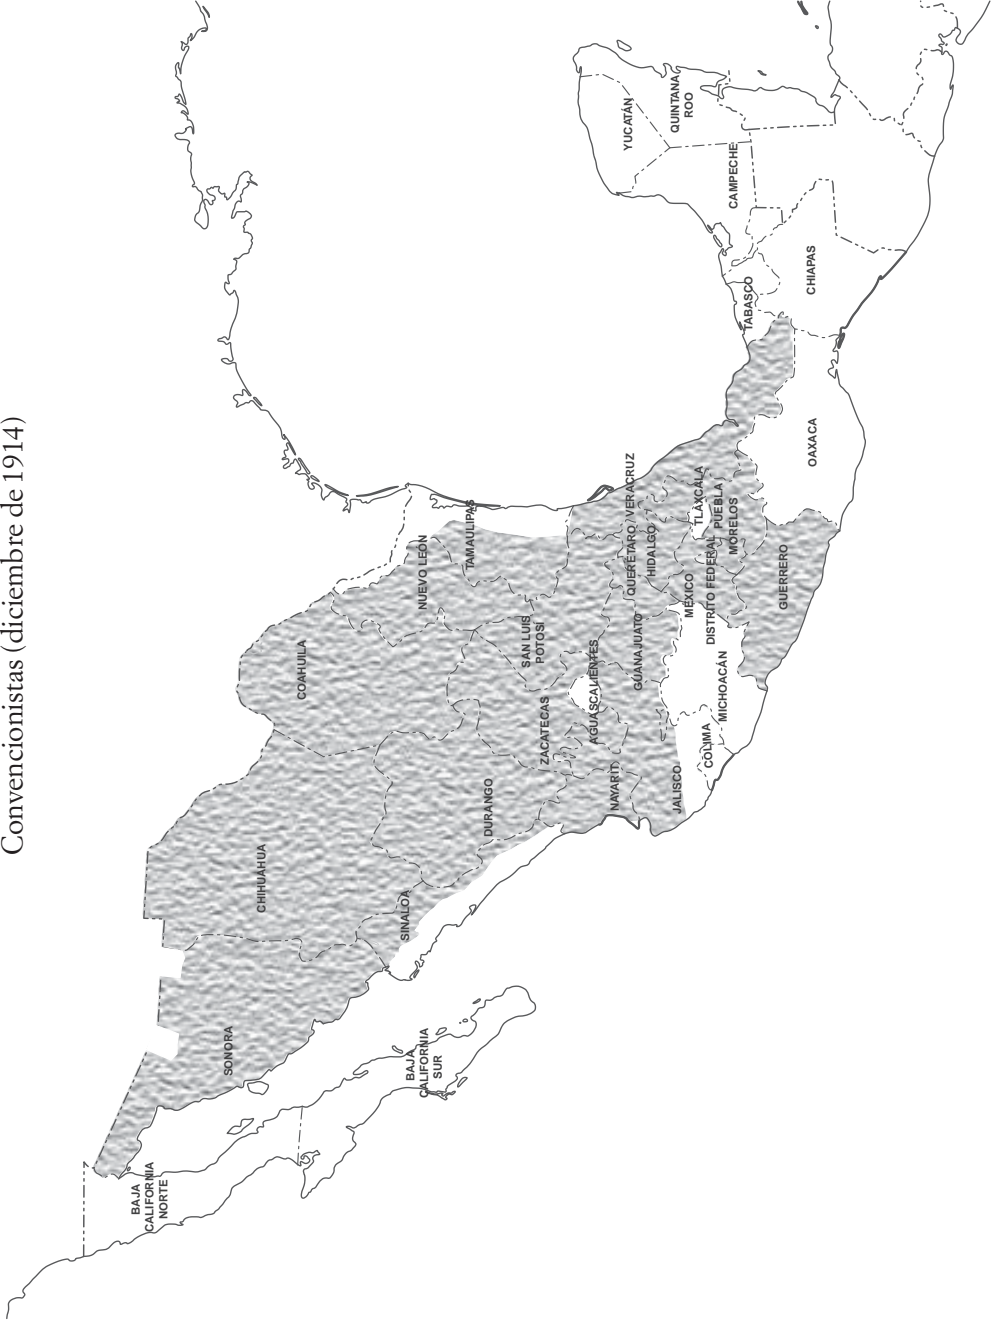 Convencionistas (diciembre de 1914)
BAJA
CALIFORNIA
NORTE
SONORA
BAJA
CALIFORNIA
SUR
CHIHUAHUA
SINALOA
COAHUILA
DURANGO
NUEVO LEÓN
TAMAULIPAS
ZACATECAS
SAN LUIS
POTOSÍ
NAYARIT
AGUASCALIENTES
JALISCO
GUANAJUATO
QUERÉTARO
HIDALGO
VERACRUZ
COLIMA
MICHOACÁN
MÉXICO
DISTRITO FEDERAL
TLAXCALA
PUEBLA
MORELOS
GUERRERO
OAXACA
TABASCO
CHIAPAS
CAMPECHE
YUCATÁN
QUINTANA
ROO